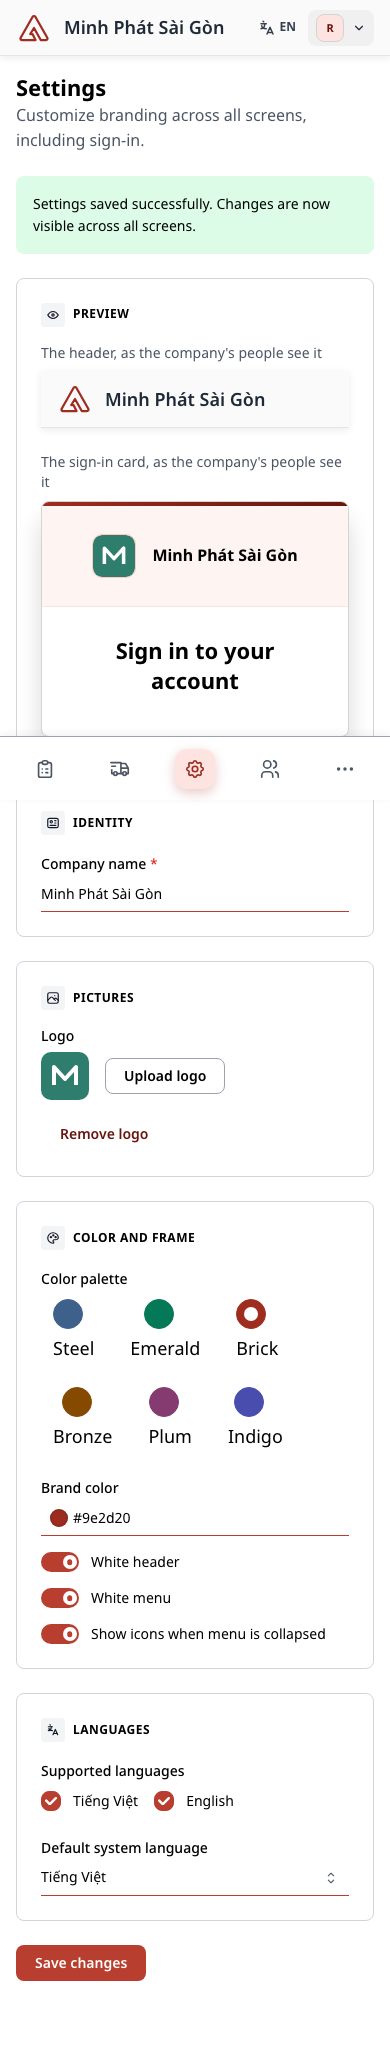 Minh Phát Sài Gòn
EN
R
Settings
Customize branding across all screens,
including sign-in.
Settings saved successfully. Changes are now
visible across all screens.
PREVIEW
The header, as the company's people see it
Minh Phát Sài Gòn
The sign-in card, as the company's people see
it
M
Minh Phát Sài Gòn
Sign in to your
account
IDENTITY
Company name *
Minh Phát Sài Gòn
PICTURES
Logo
M
Upload logo
Remove logo
COLOR AND FRAME
Color palette
Steel Emerald Brick
Bronze Plum Indigo
Brand color
#9e2d20
White header
White menu
Show icons when menu is collapsed
LANGUAGES
Supported languages
Tiếng Việt English
Default system language
Tiếng Việt
Save changes